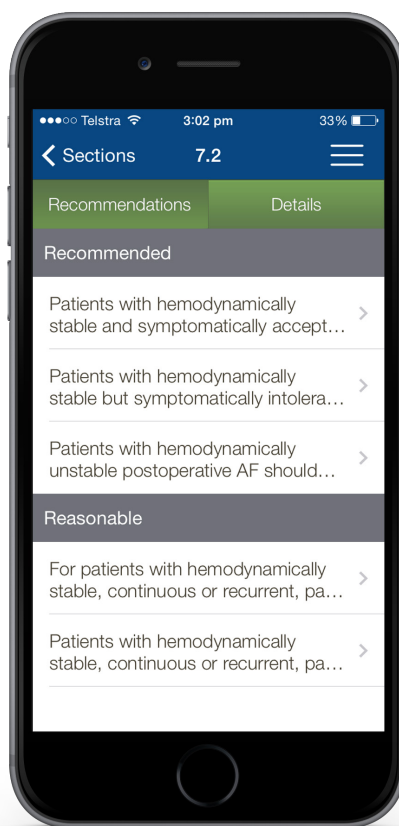 Telstra 3:02 pm 33%
Sections 7.2
Recommendations Details
Recommended
Patients with hemodynamically
stable and symptomatically accept...
Patients with hemodynamically
stable but symptomatically intolera...
Patients with hemodynamically
unstable postoperative AF should...
Reasonable
For patients with hemodynamically
stable, continuous or recurrent, pa...
Patients with hemodynamically
stable, continuous or recurrent, pa...